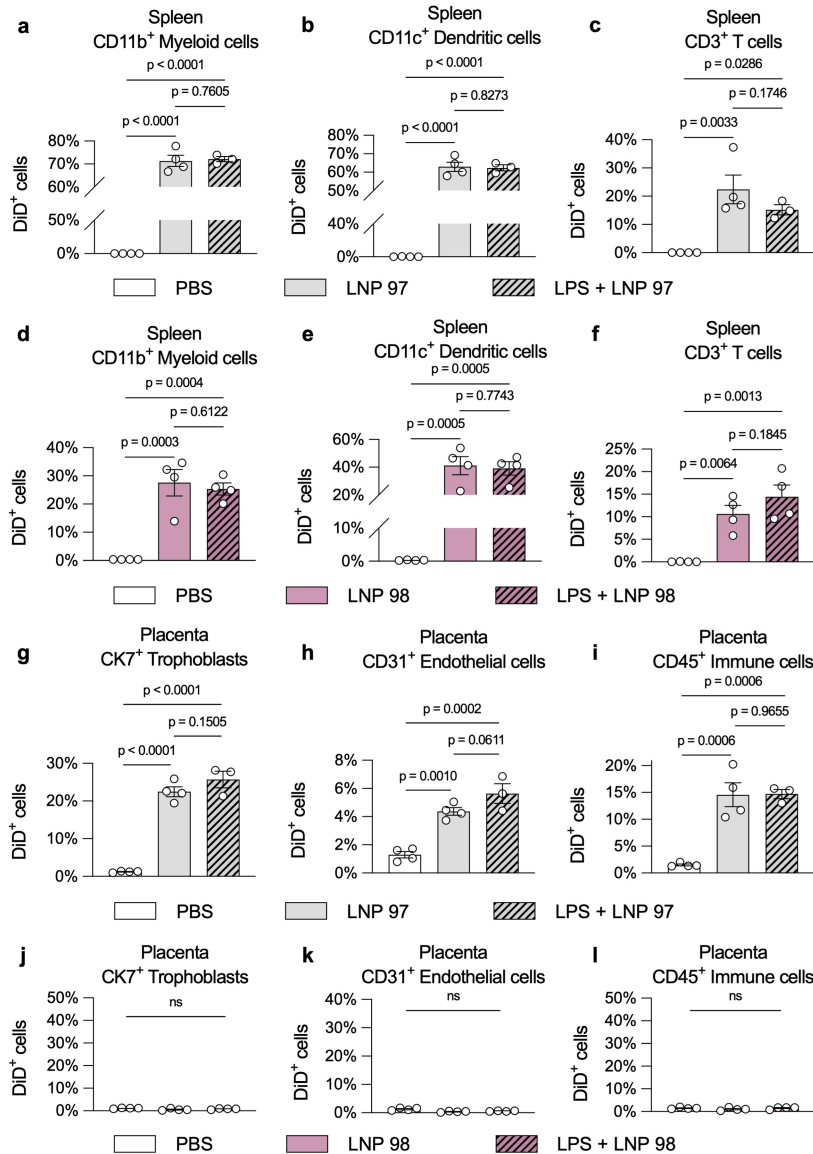 a
Spleen
CD11b+ Myeloid cells
p < 0.0001
p = 0.7605
p < 0.0001
DiD+ cells
80%
70%
60%
50%
0%
b
Spleen
CD11c+ Dendritic cells
p < 0.0001
p = 0.8273
p < 0.0001
DiD+ cells
80%
70%
60%
50%
40%
0%
c
Spleen
CD3+ T cells
p = 0.0286
p = 0.1746
p = 0.0033
DiD+ cells
40%
30%
20%
10%
0%
PBS
LNP 97
LPS + LNP 97
d
Spleen
CD11b+ Myeloid cells
p = 0.0004
p = 0.6122
p = 0.0003
DiD+ cells
40%
30%
20%
10%
0%
e
Spleen
CD11c+ Dendritic cells
p = 0.0005
p = 0.7743
p = 0.0005
DiD+ cells
60%
40%
20%
10%
0%
f
Spleen
CD3+ T cells
p = 0.0013
p = 0.1845
p = 0.0064
DiD+ cells
25%
20%
15%
10%
5%
0%
PBS
LNP 98
LPS + LNP 98
g
Placenta
CK7+ Trophoblasts
p < 0.0001
p = 0.1505
p < 0.0001
DiD+ cells
30%
20%
10%
0%
h
Placenta
CD31+ Endothelial cells
p = 0.0002
p = 0.0611
p = 0.0010
DiD+ cells
8%
6%
4%
2%
0%
i
Placenta
CD45+ Immune cells
p = 0.0006
p = 0.9655
p = 0.0006
DiD+ cells
20%
15%
10%
5%
0%
PBS
LNP 97
LPS + LNP 97
j
Placenta
CK7+ Trophoblasts
ns
DiD+ cells
50%
40%
30%
20%
10%
0%
k
Placenta
CD31+ Endothelial cells
ns
DiD+ cells
40%
30%
20%
10%
0%
l
Placenta
CD45+ Immune cells
ns
DiD+ cells
50%
40%
30%
20%
10%
0%
PBS
LNP 98
LPS + LNP 98